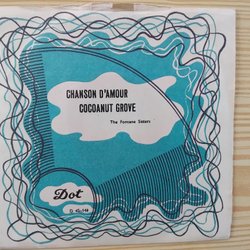 CHANSON D'AMOUR
COCOANUT GROVE
The Fontane Sisters
Dot